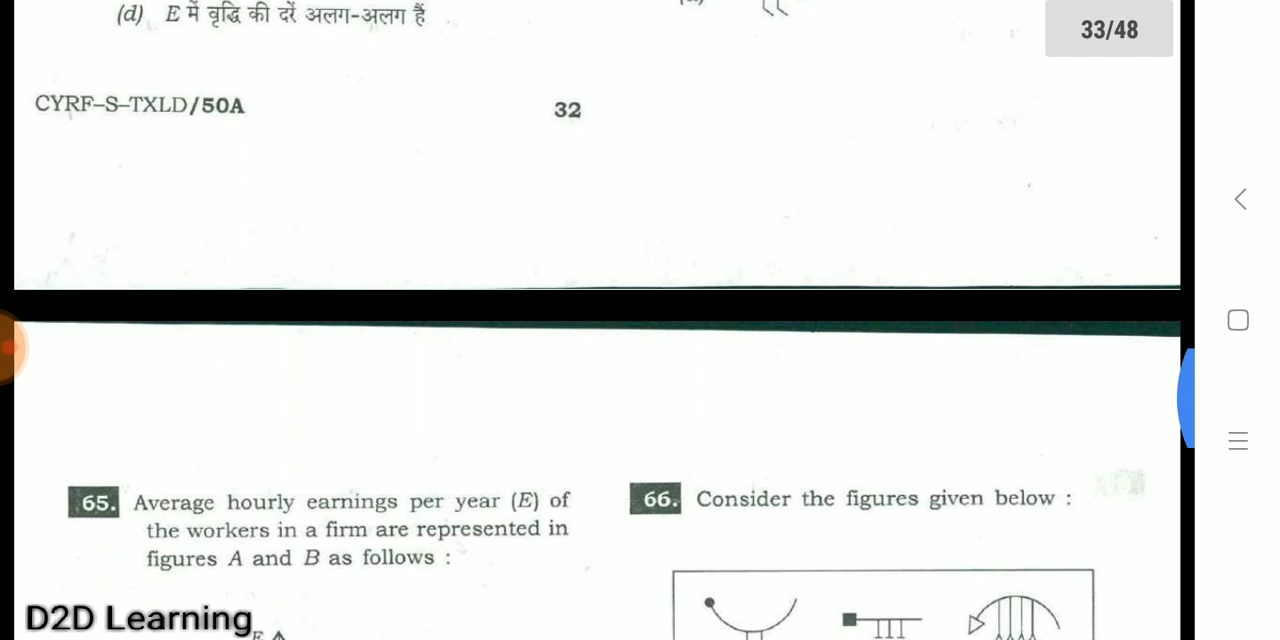 (d) E में वृद्धि की दरें अलग-अलग हैं
33/48
CYRF–S–TXLD/50A
32
65. Average hourly earnings per year (E) of
the workers in a firm are represented in
figures A and B as follows :
E
66. Consider the figures given below :
D2D Learning